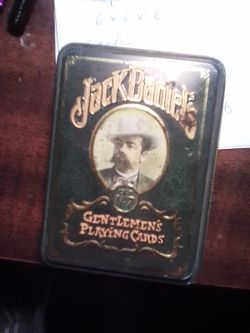 Jack Daniel's
GENTLEMEN'S
PLAYING CARDS